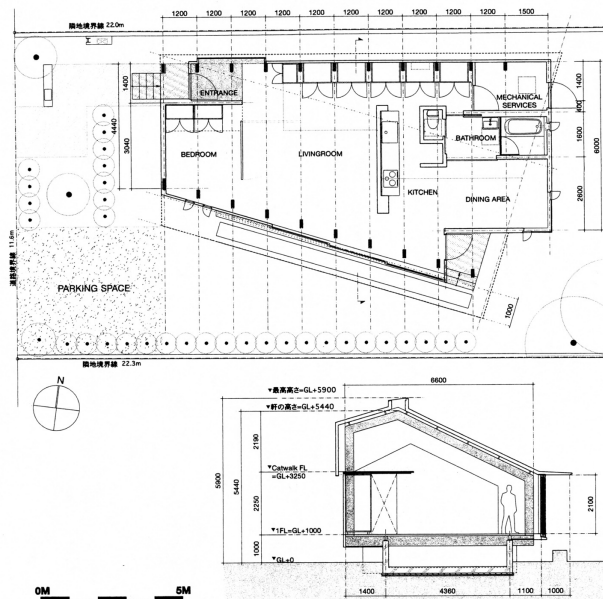 隣地境界線 22.0m
1200 1200 1200 1200 1200 1200 1200 1200 1200 1500
1400
4440
3040
道路境界線 11.6m
ENTRANCE
BEDROOM
LIVINGROOM
KITCHEN
BATHROOM
MECHANICAL
SERVICES
DINING AREA
1400
400
1600
2600
6000
PARKING SPACE
1000
隣地境界線 22.3m
N
6600
▼最高高さ=GL+5900
▼軒の高さ=GL+5440
2190
▼Catwalk FL
=GL+3250
5900
5440
2250
2100
▼1FL=GL+1000
1000
▼GL+0
1400 4360 1100 1000
0M 5M